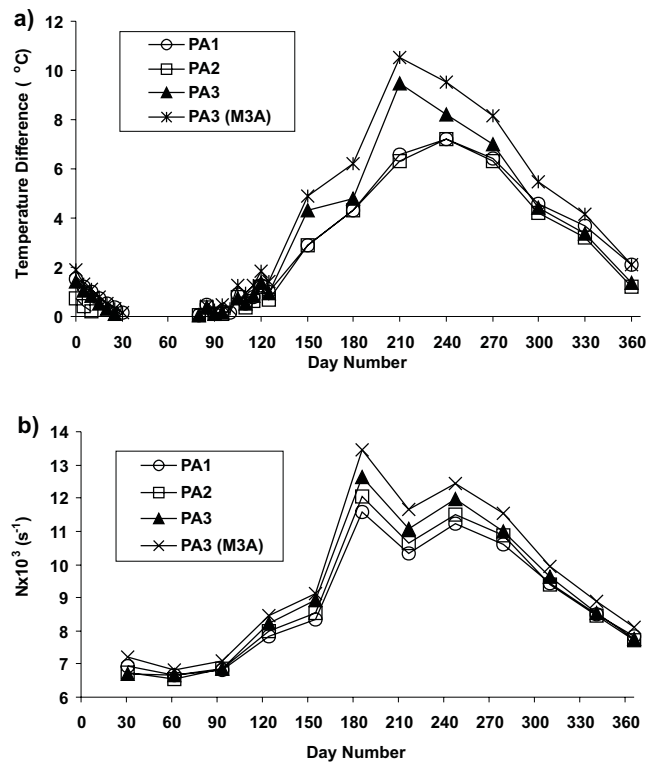 a)
12
10
8
6
4
2
0
Temperature Difference ( °C)
PA1
PA2
PA3
PA3 (M3A)
0 30 60 90 120 150 180 210 240 270 300 330 360
Day Number
b)
14
13
12
11
10
9
8
7
6
Nx10³ (s⁻¹)
PA1
PA2
PA3
PA3 (M3A)
0 30 60 90 120 150 180 210 240 270 300 330 360
Day Number